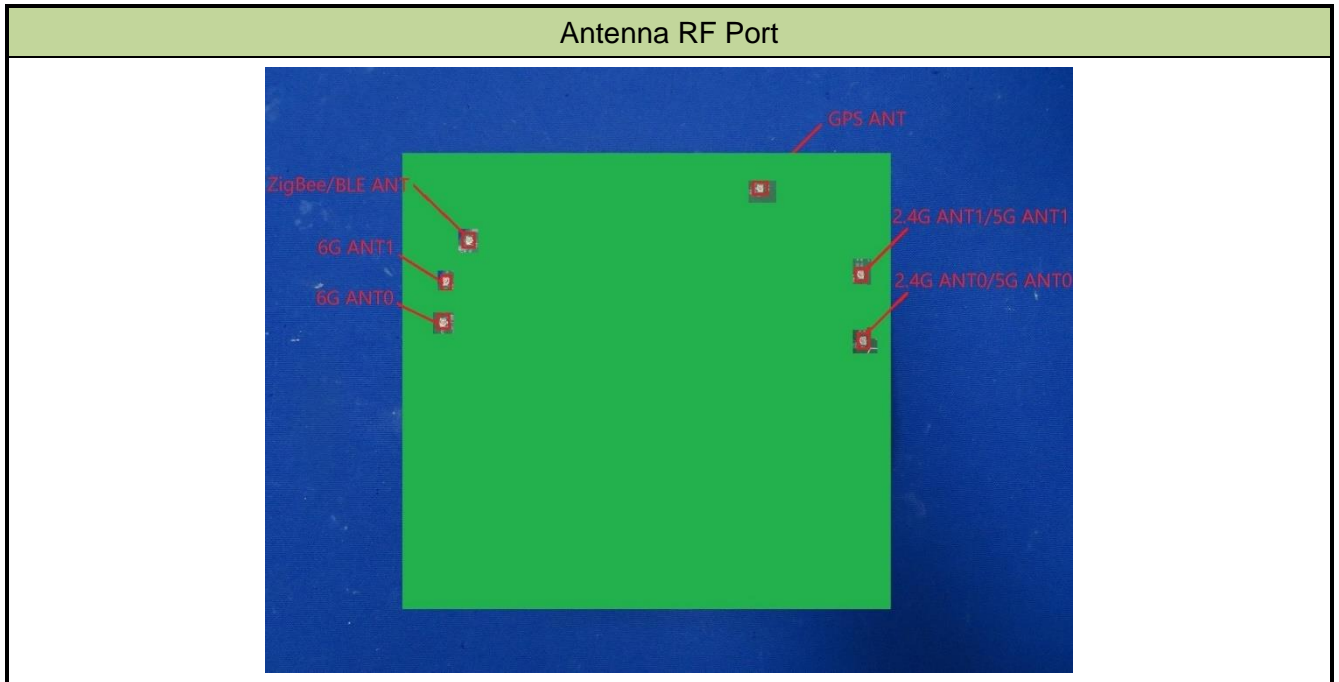 Antenna RF Port
GPS ANT
ZigBee/BLE ANT
2.4G ANT1/5G ANT1
6G ANT1
2.4G ANT0/5G ANT0
6G ANT0